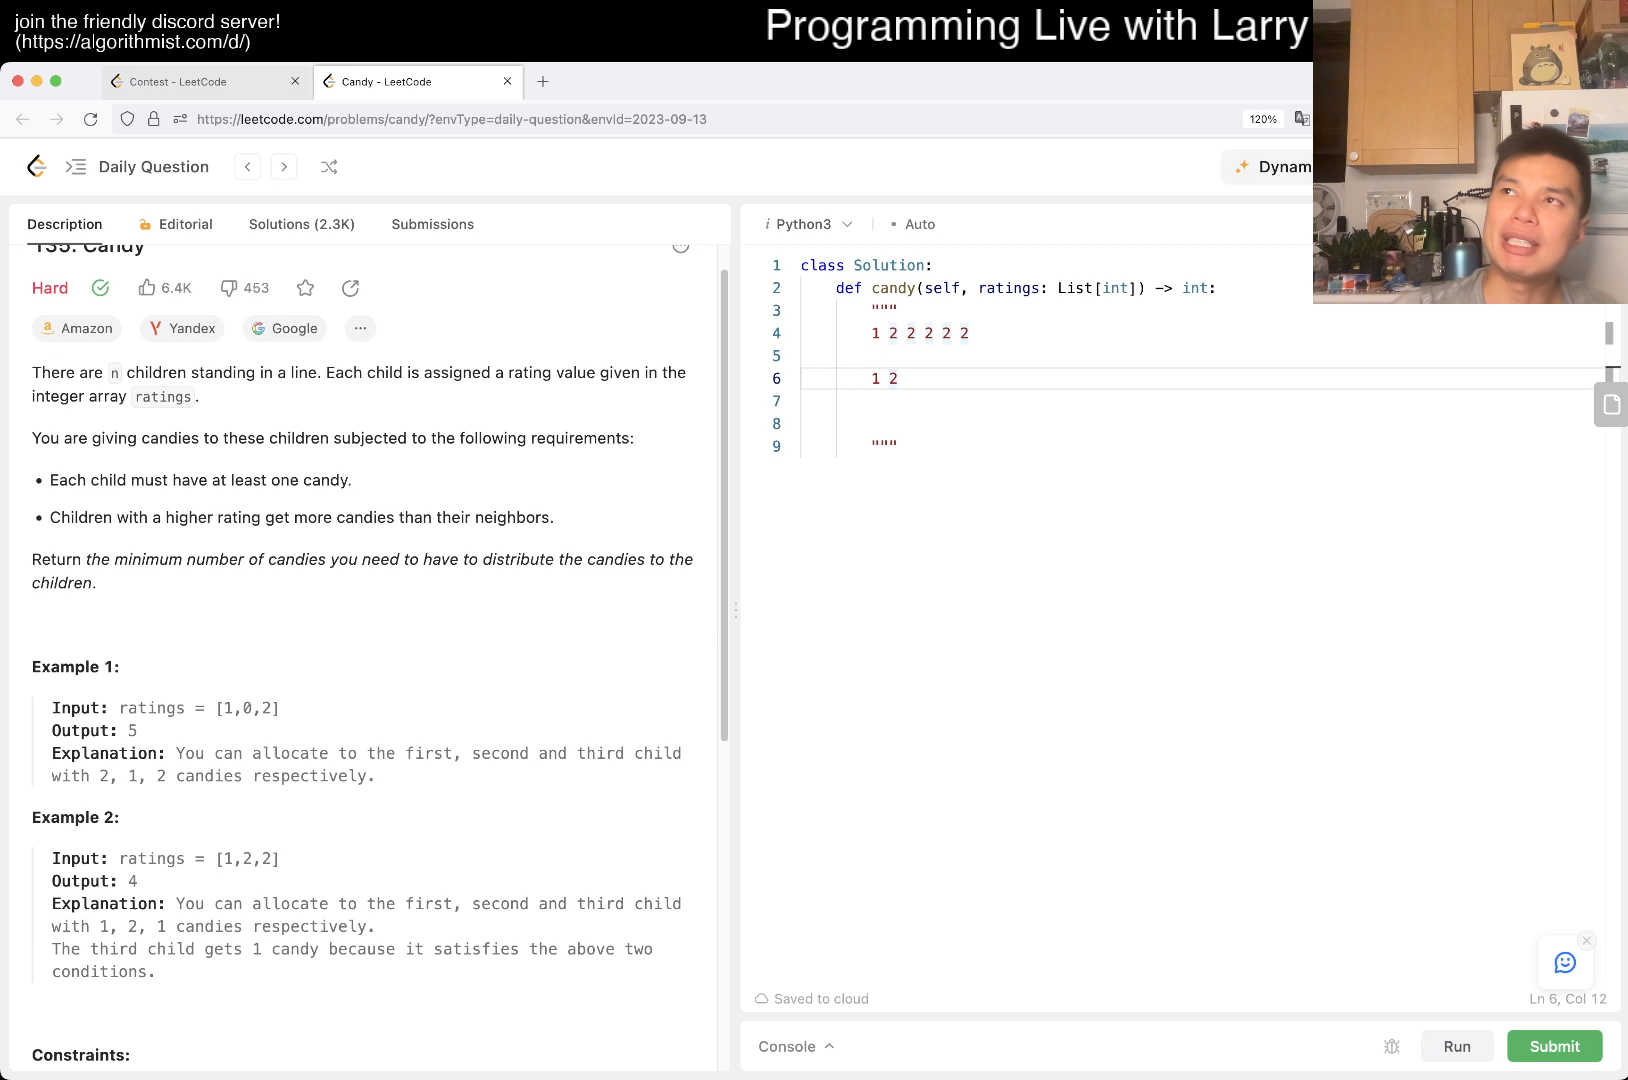 join the friendly discord server!
(https://algorithmist.com/d/)
Programming Live with Larry
Contest - LeetCode
Candy - LeetCode
https://leetcode.com/problems/candy/?envType=daily-question&envId=2023-09-13
120%
Daily Question
Dynam
Description
Editorial
Solutions (2.3K)
Submissions
135. Candy
Hard
6.4K
453
Amazon
Yandex
Google
There are n children standing in a line. Each child is assigned a rating value given in the
integer array ratings.
You are giving candies to these children subjected to the following requirements:
• Each child must have at least one candy.
• Children with a higher rating get more candies than their neighbors.
Return the minimum number of candies you need to have to distribute the candies to the
children.
Example 1:
Input: ratings = [1,0,2]
Output: 5
Explanation: You can allocate to the first, second and third child
with 2, 1, 2 candies respectively.
Example 2:
Input: ratings = [1,2,2]
Output: 4
Explanation: You can allocate to the first, second and third child
with 1, 2, 1 candies respectively.
The third child gets 1 candy because it satisfies the above two
conditions.
Constraints:
i Python3
• Auto
1 class Solution:
2 def candy(self, ratings: List[int]) -> int:
3 """
4 1 2 2 2 2 2
5
6 1 2
7
8
9 """
Saved to cloud
Ln 6, Col 12
Console
Run
Submit